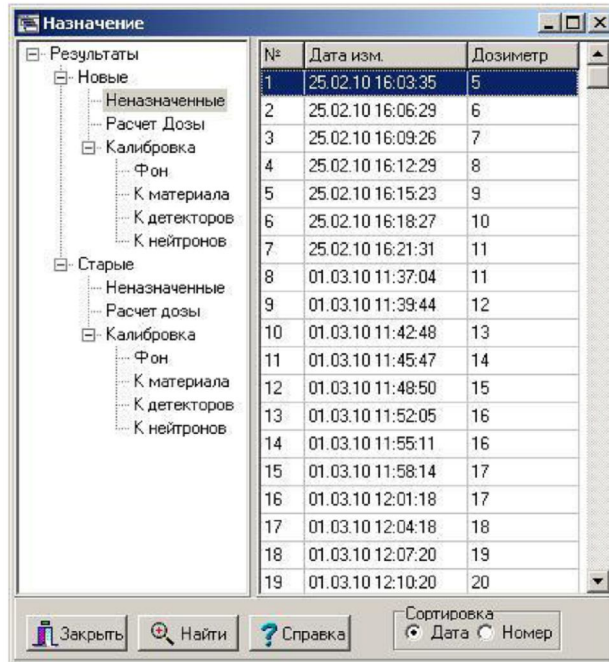 Назначение
Результаты
Новые
Неназначенные
Расчет Дозы
Калибровка
Фон
К материала
К детекторов
К нейтронов
Старые
Неназначенные
Расчет дозы
Калибровка
Фон
К материала
К детекторов
К нейтронов
№ Дата изм. Дозиметр
1 25.02.10 16:03:35 5
2 25.02.10 16:06:29 6
3 25.02.10 16:09:26 7
4 25.02.10 16:12:29 8
5 25.02.10 16:15:23 9
6 25.02.10 16:18:27 10
7 25.02.10 16:21:31 11
8 01.03.10 11:37:04 11
9 01.03.10 11:39:44 12
10 01.03.10 11:42:48 13
11 01.03.10 11:45:47 14
12 01.03.10 11:48:50 15
13 01.03.10 11:52:05 16
14 01.03.10 11:55:11 16
15 01.03.10 11:58:14 17
16 01.03.10 12:01:18 17
17 01.03.10 12:04:18 18
18 01.03.10 12:07:20 19
19 01.03.10 12:10:20 20
Закрыть Найти Справка
Сортировка
Дата Номер